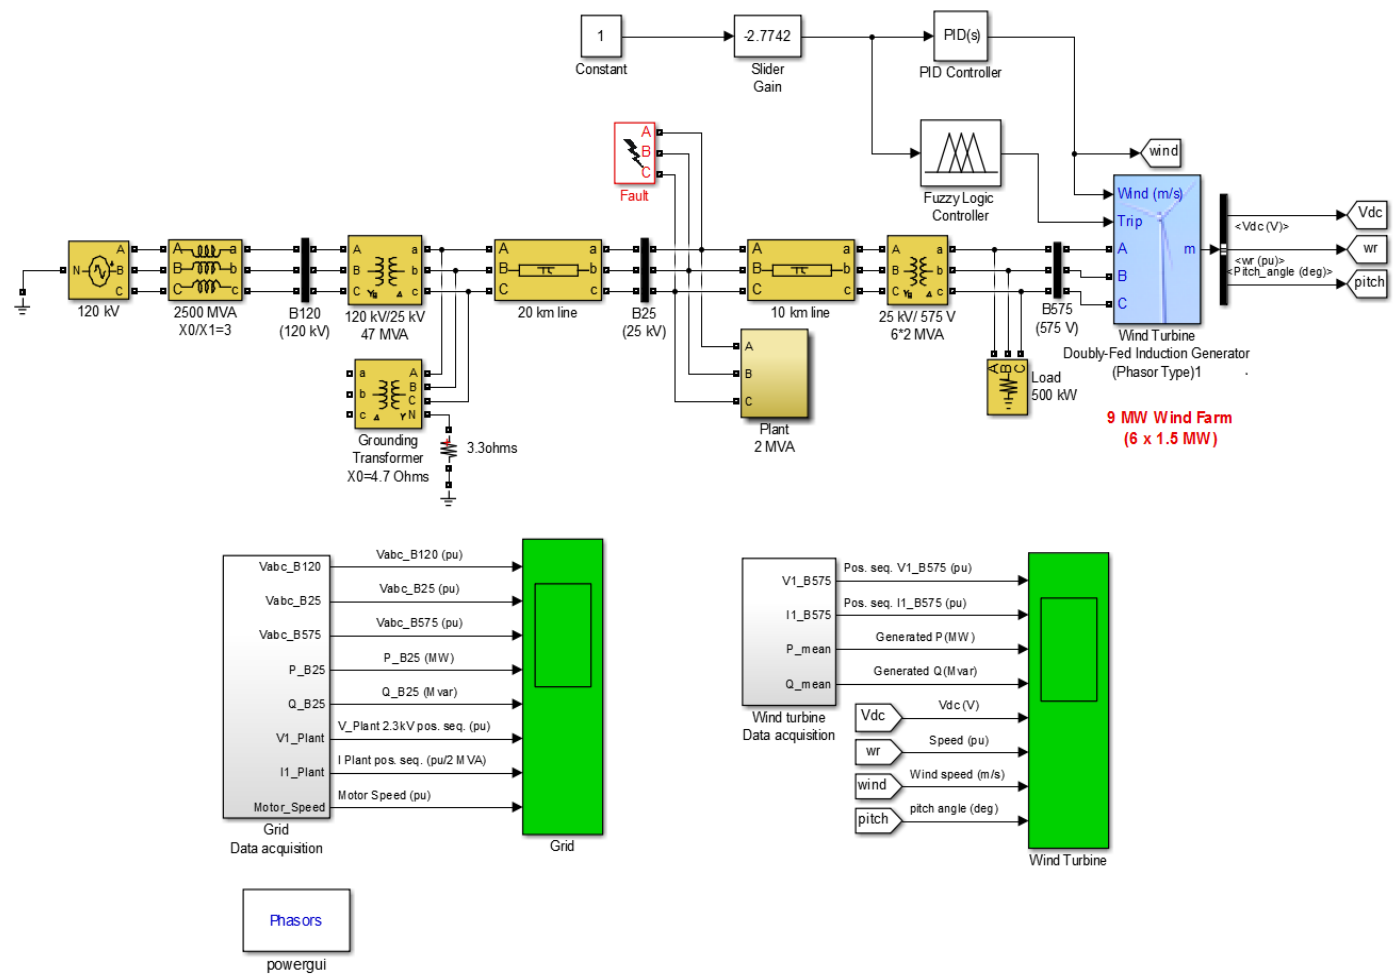 1
Constant
-2.7742
Slider
Gain
PID(s)
PID Controller
Fuzzy Logic
Controller
wind
A
B
C
Fault
Wind (m/s)
Trip
A
B
C
m
Wind Turbine
Doubly-Fed Induction Generator
(Phasor Type)1
9 MW Wind Farm
(6 x 1.5 MW)
<Vdc (V)>
<wr (pu)>
<Pitch_angle (deg)>
Vdc
wr
pitch
N
A
B
C
120 kV
A a
B b
C c
2500 MVA
X0/X1=3
B120
(120 kV)
A a
B b
C c
Yg Δ
120 kV/25 kV
47 MVA
A a
B b
C c
20 km line
B25
(25 kV)
A a
B b
C c
10 km line
A a
B b
C c
Yg Δ
25 kV/ 575 V
6*2 MVA
B575
(575 V)
a A
b B
c C
Δ Y N
Grounding
Transformer
X0=4.7 Ohms
3.3ohms
A
B
C
Plant
2 MVA
A B C
Load
500 kW
Vabc_B120
Vabc_B25
Vabc_B575
P_B25
Q_B25
V1_Plant
I1_Plant
Motor_Speed
Grid
Data acquisition
Vabc_B120 (pu)
Vabc_B25 (pu)
Vabc_B575 (pu)
P_B25 (MW)
Q_B25 (Mvar)
V_Plant 2.3kV pos. seq. (pu)
I Plant pos. seq. (pu/2 MVA)
Motor Speed (pu)
Grid
V1_B575
I1_B575
P_mean
Q_mean
Wind turbine
Data acquisition
Pos. seq. V1_B575 (pu)
Pos. seq. I1_B575 (pu)
Generated P(MW)
Generated Q(Mvar)
Vdc
Vdc (V)
wr
Speed (pu)
wind
Wind speed (m/s)
pitch
pitch angle (deg)
Wind Turbine
Phasors
powergui